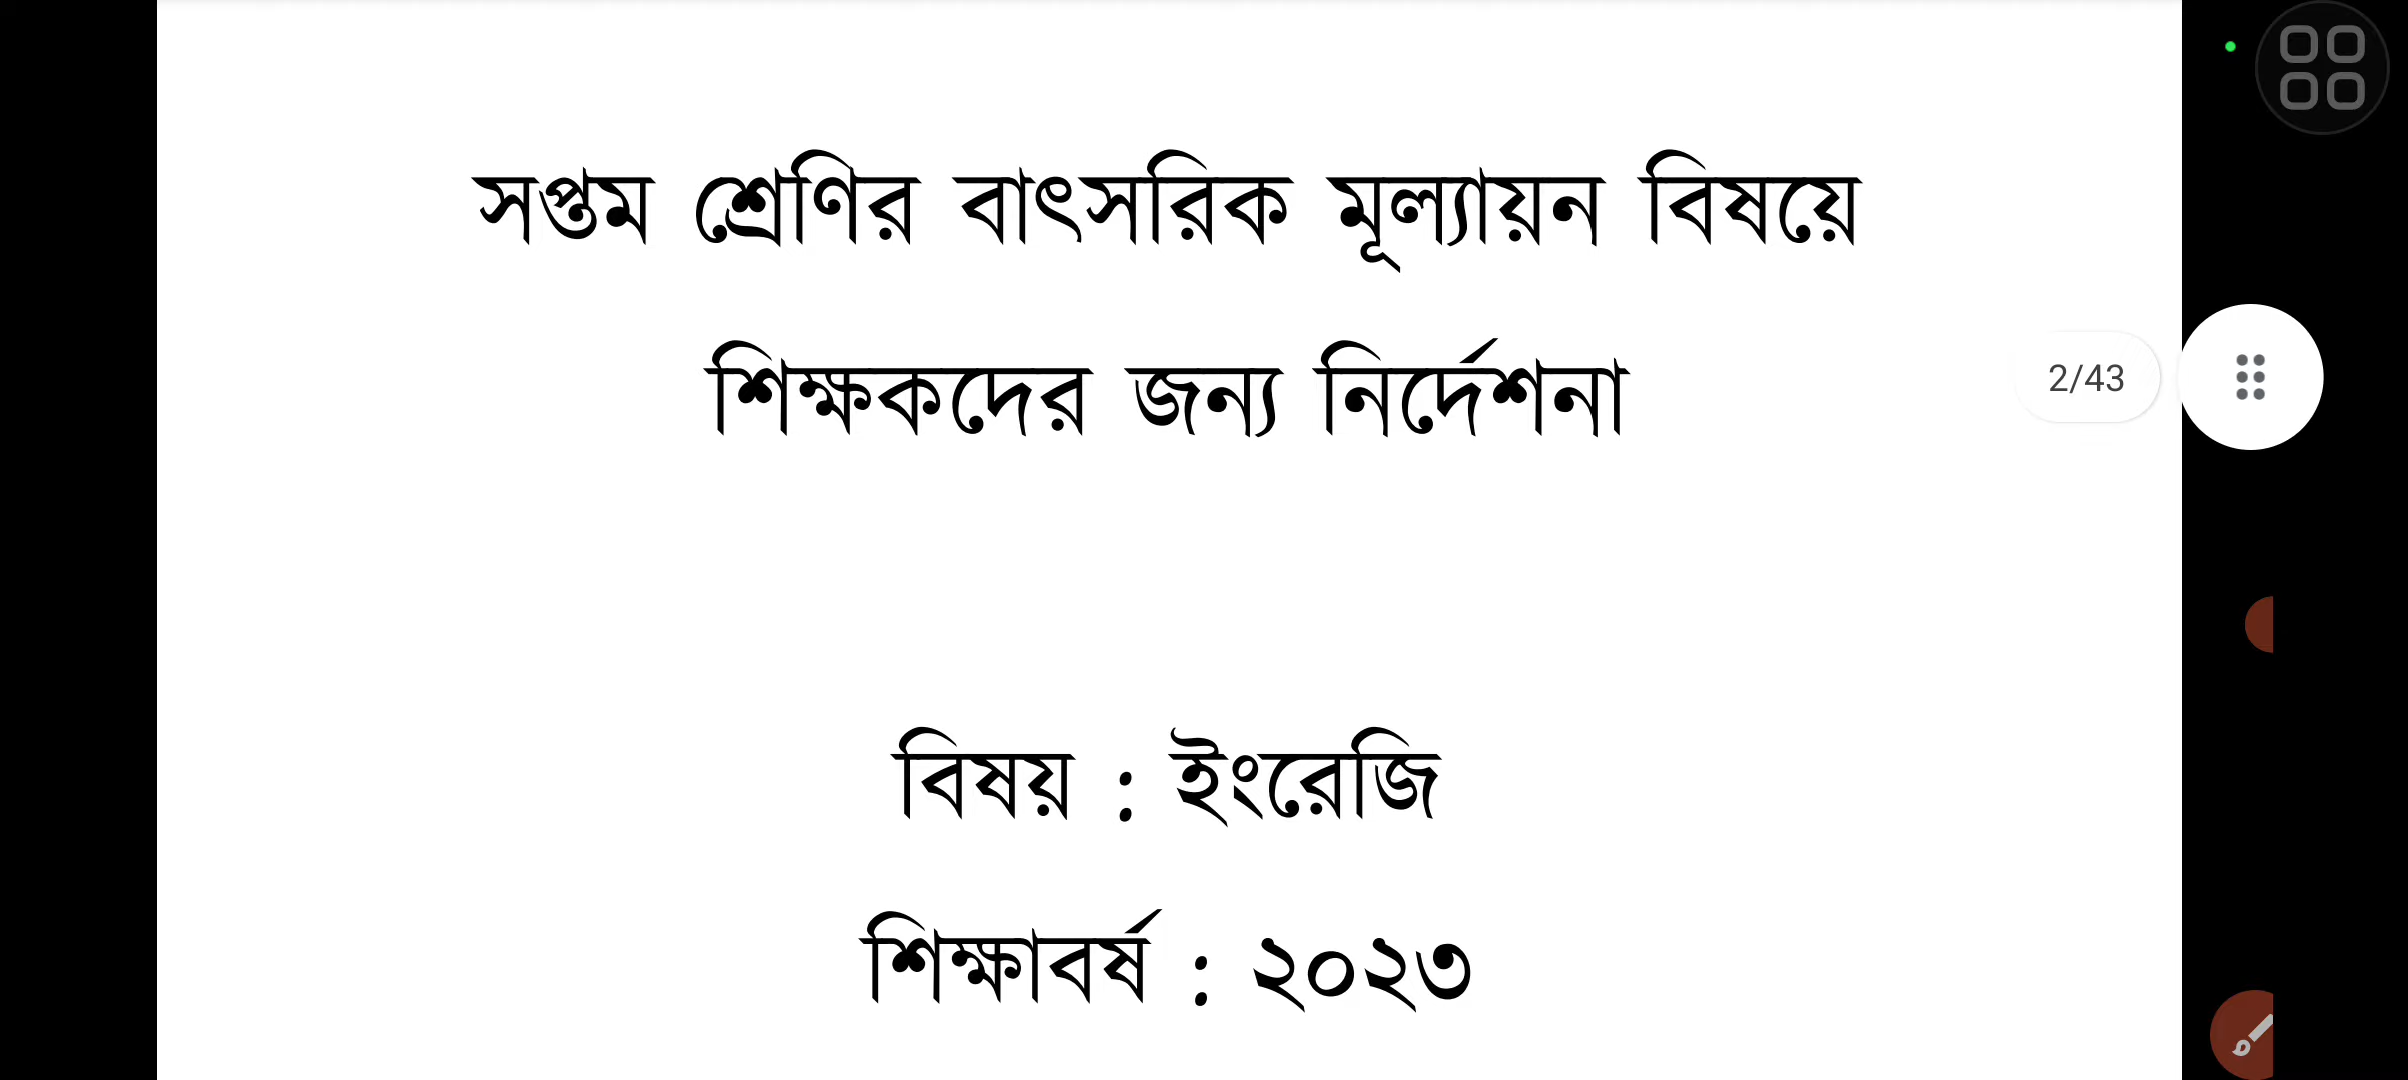 সপ্তম শ্রেণির বাৎসরিক মূল্যায়ন বিষয়ে
শিক্ষকদের জন্য নির্দেশনা
2/43
বিষয় : ইংরেজি
শিক্ষাবর্ষ : ২০২৩